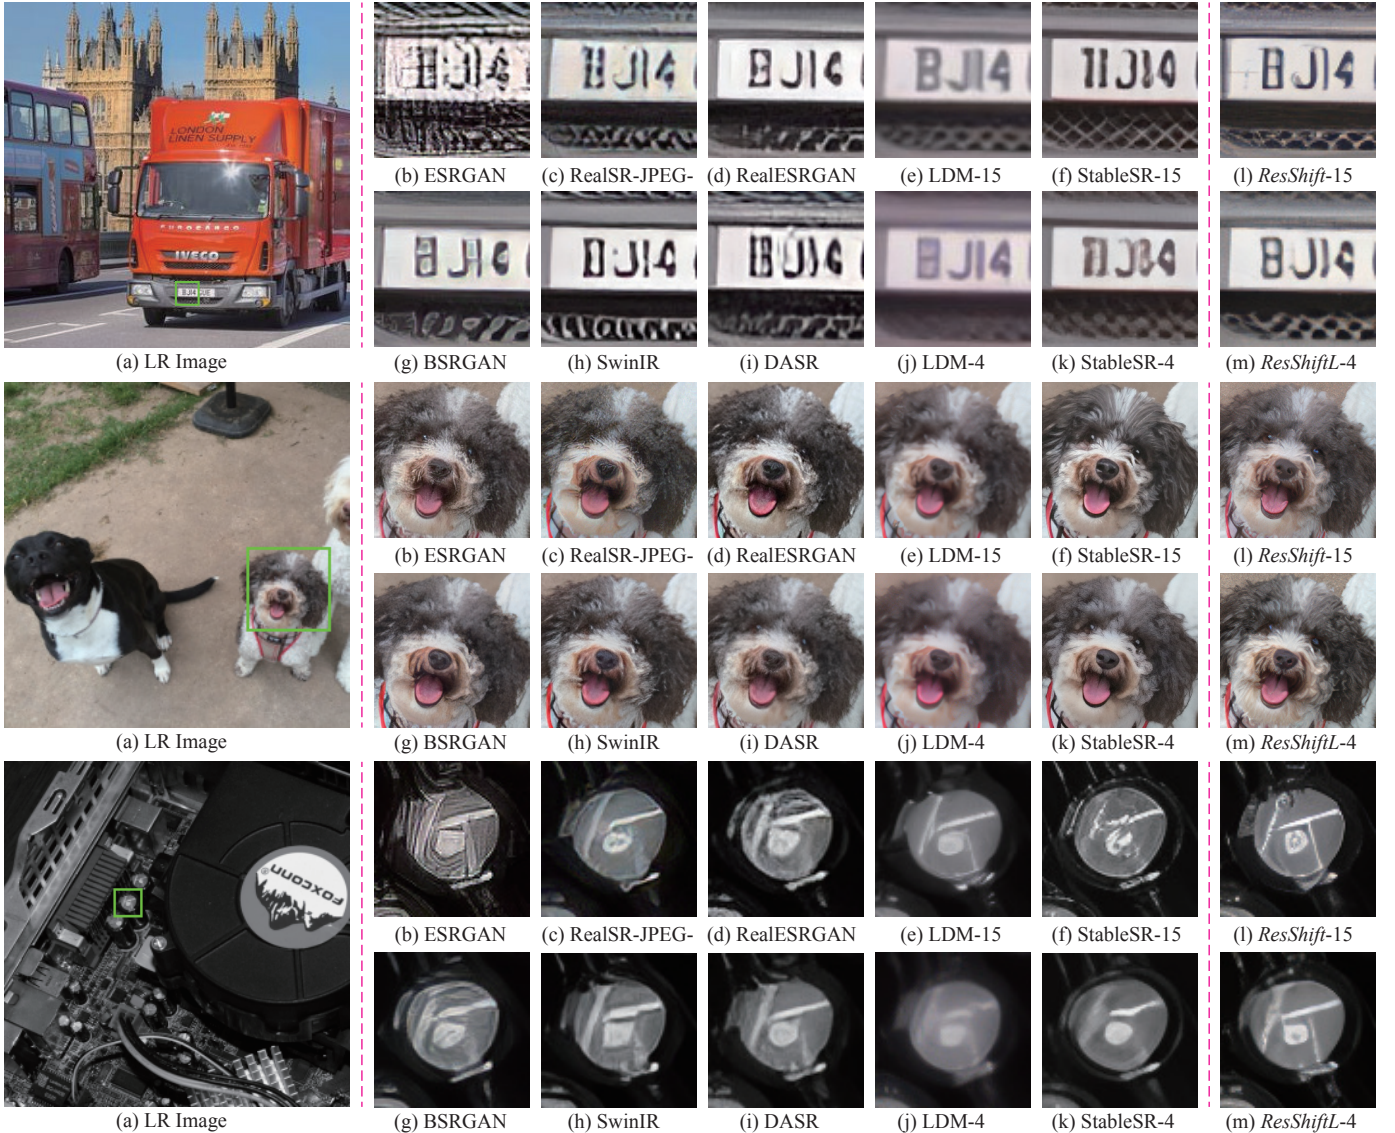 LONDON
LINEN SUPPLY
EUROCARGO
IVECO
BJ14
(b) ESRGAN (c) RealSR-JPEG- (d) RealESRGAN (e) LDM-15 (f) StableSR-15 (l) ResShift-15
(a) LR Image (g) BSRGAN (h) SwinIR (i) DASR (j) LDM-4 (k) StableSR-4 (m) ResShiftL-4
(b) ESRGAN (c) RealSR-JPEG- (d) RealESRGAN (e) LDM-15 (f) StableSR-15 (l) ResShift-15
(a) LR Image (g) BSRGAN (h) SwinIR (i) DASR (j) LDM-4 (k) StableSR-4 (m) ResShiftL-4
FOXCONN®
(b) ESRGAN (c) RealSR-JPEG- (d) RealESRGAN (e) LDM-15 (f) StableSR-15 (l) ResShift-15
(a) LR Image (g) BSRGAN (h) SwinIR (i) DASR (j) LDM-4 (k) StableSR-4 (m) ResShiftL-4